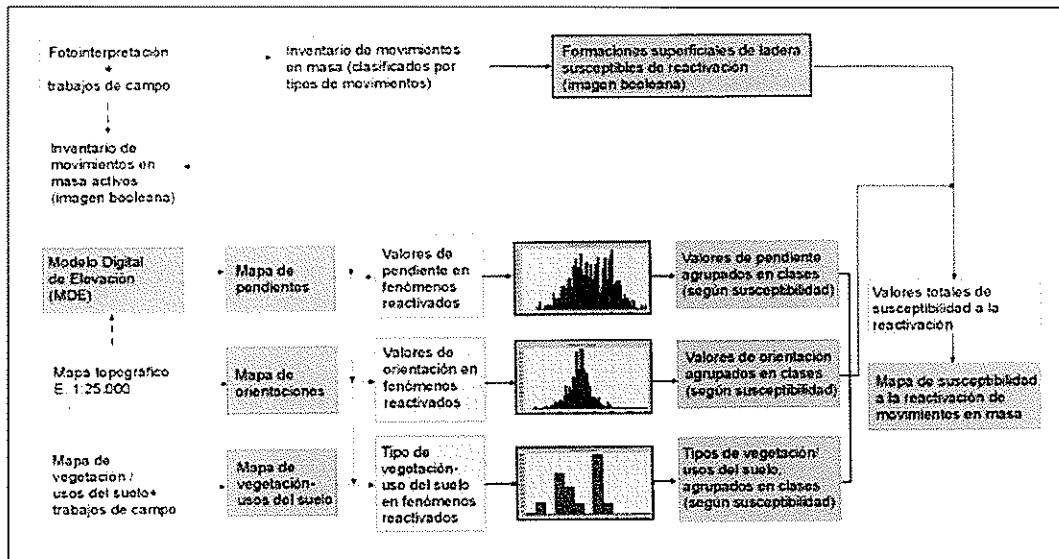 Fotointerpretación
+
trabajos de campo
Inventario de
movimientos en
masa activos
(imagen booleana)
Inventario de movimientos
en masa (clasificados por
tipos de movimientos)
Formaciones superficiales de ladera
susceptibles de reactivación
(imagen booleana)
Modelo Digital
de Elevación
(MDE)
Mapa de
pendientes
Valores de
pendiente en
fenómenos
reactivados
Valores de pendiente
agrupados en clases
(según susceptibilidad)
Mapa topográfico
E. 1:25.000
Mapa de
orientaciones
Valores de
orientación en
fenómenos
reactivados
Valores de orientación
agrupados en clases
(según susceptibilidad)
Mapa de
vegetación /
usos del suelo+
trabajos de campo
Mapa de
vegetación-
usos del suelo
Tipo de
vegetación-
uso del suelo
en fenómenos
reactivados
Tipos de vegetación/
usos del suelo,
agrupados en clases
(según susceptibilidad)
Valores totales de
susceptibilidad a la
reactivación
Mapa de susceptibilidad
a la reactivación de
movimientos en masa